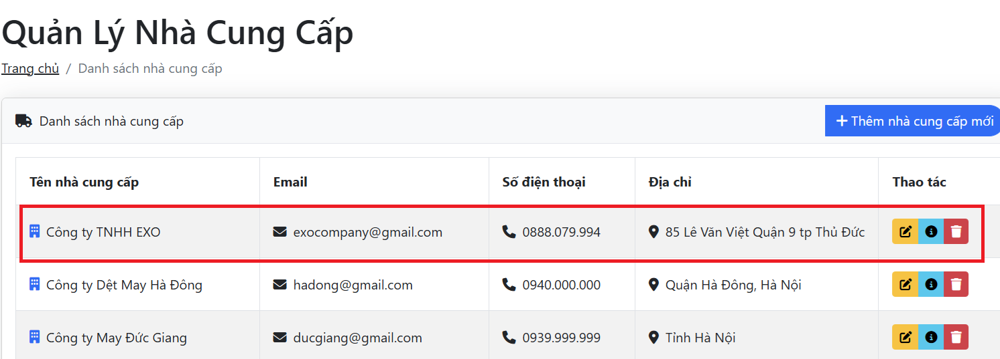 Quản Lý Nhà Cung Cấp
Trang chủ / Danh sách nhà cung cấp
Danh sách nhà cung cấp
Thêm nhà cung cấp mới
Tên nhà cung cấp Email Số điện thoại Địa chỉ Thao tác
Công ty TNHH EXO exocompany@gmail.com 0888.079.994 85 Lê Văn Việt Quận 9 tp Thủ Đức
Công ty Dệt May Hà Đông hadong@gmail.com 0940.000.000 Quận Hà Đông, Hà Nội
Công ty May Đức Giang ducgiang@gmail.com 0939.999.999 Tỉnh Hà Nội